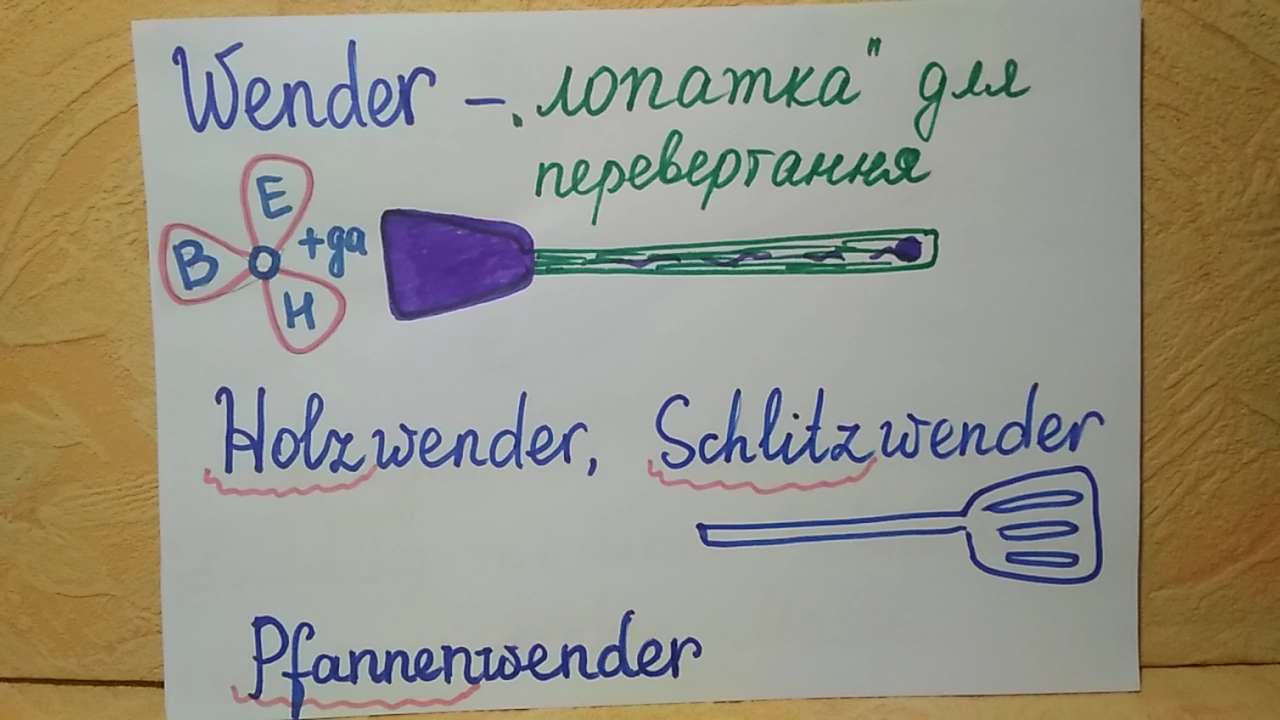 Wender – „лопатка" для
перевертання
Е
В +да
Н
Holzwender, Schlitzwender
Pfannenwender